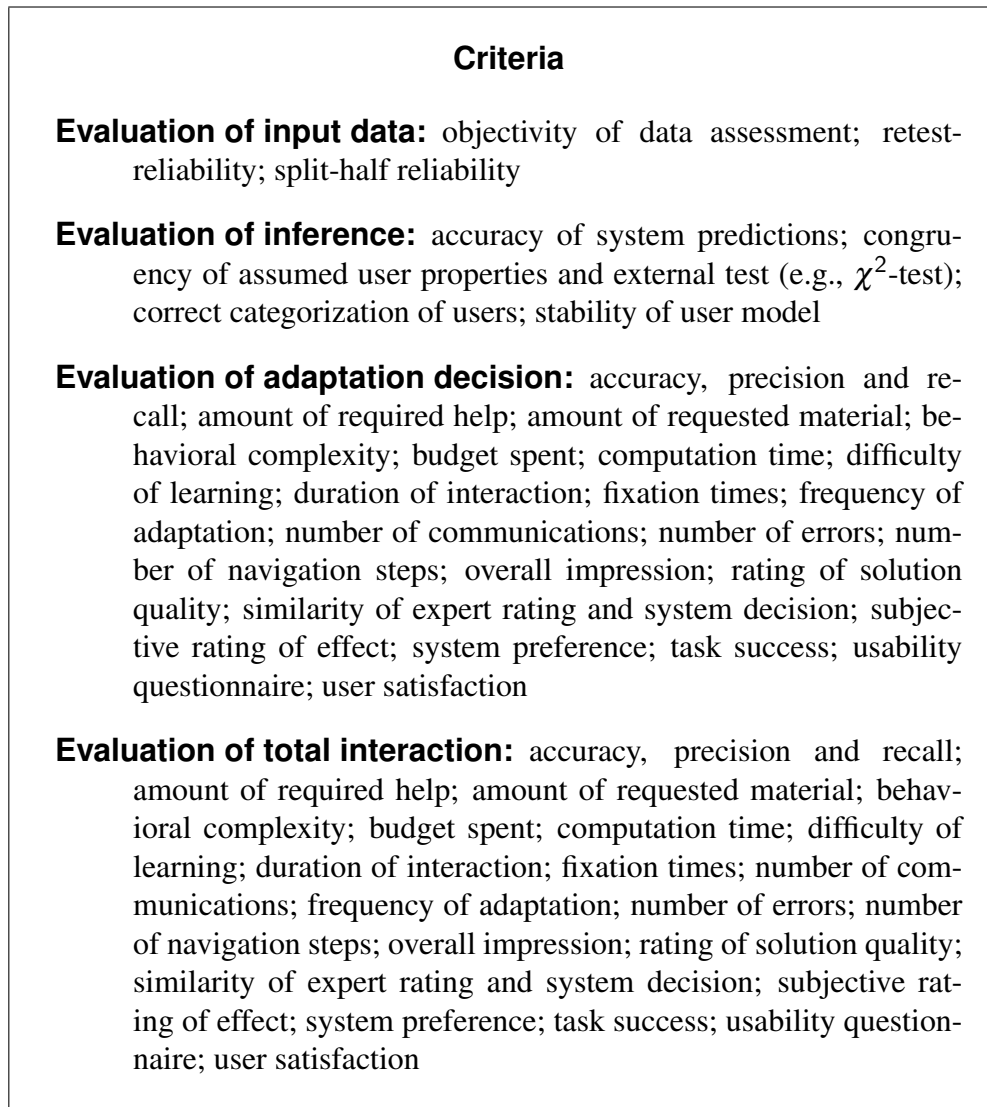 Criteria
Evaluation of input data: objectivity of data assessment; retest-
reliability; split-half reliability
Evaluation of inference: accuracy of system predictions; congru-
ency of assumed user properties and external test (e.g., χ²-test);
correct categorization of users; stability of user model
Evaluation of adaptation decision: accuracy, precision and re-
call; amount of required help; amount of requested material; be-
havioral complexity; budget spent; computation time; difficulty
of learning; duration of interaction; fixation times; frequency of
adaptation; number of communications; number of errors; num-
ber of navigation steps; overall impression; rating of solution
quality; similarity of expert rating and system decision; subjec-
tive rating of effect; system preference; task success; usability
questionnaire; user satisfaction
Evaluation of total interaction: accuracy, precision and recall;
amount of required help; amount of requested material; behav-
ioral complexity; budget spent; computation time; difficulty of
learning; duration of interaction; fixation times; number of com-
munications; frequency of adaptation; number of errors; number
of navigation steps; overall impression; rating of solution quality;
similarity of expert rating and system decision; subjective rat-
ing of effect; system preference; task success; usability question-
naire; user satisfaction